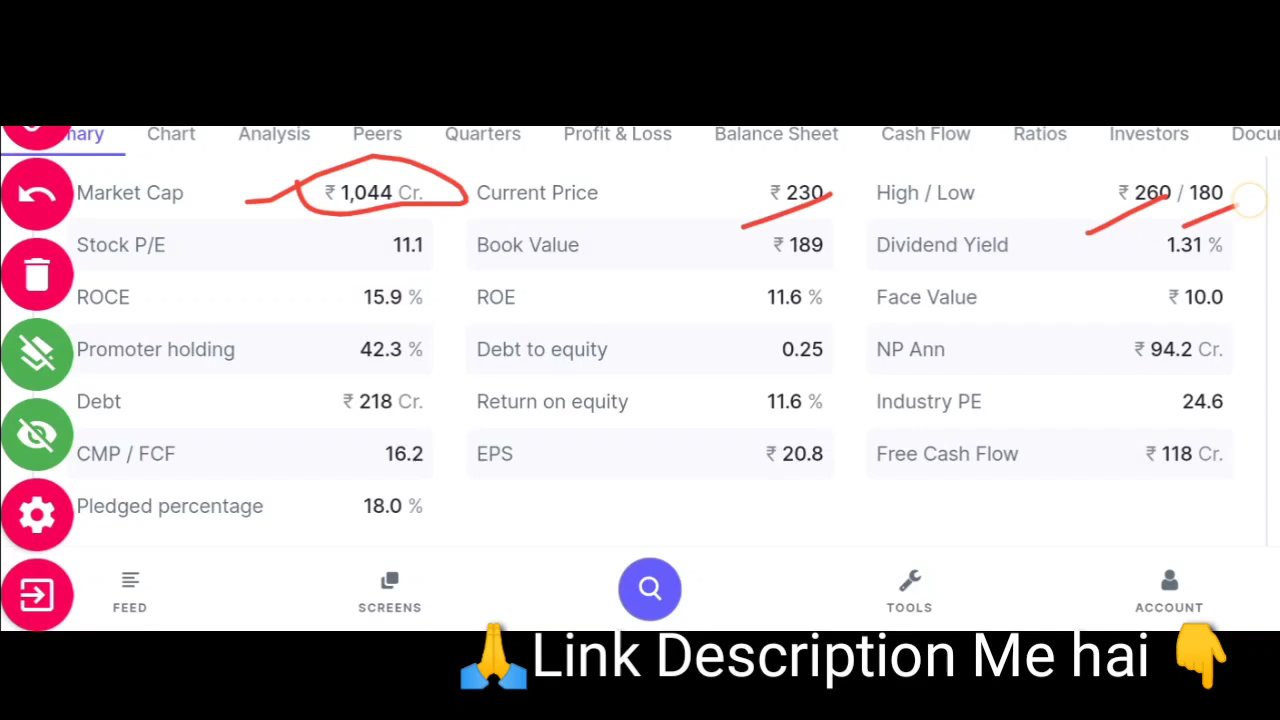 mary Chart Analysis Peers Quarters Profit & Loss Balance Sheet Cash Flow Ratios Investors Docu
Market Cap ₹ 1,044 Cr. Current Price ₹ 230 High / Low ₹ 260 / 180
Stock P/E 11.1 Book Value ₹ 189 Dividend Yield 1.31 %
ROCE 15.9 % ROE 11.6 % Face Value ₹ 10.0
Promoter holding 42.3 % Debt to equity 0.25 NP Ann ₹ 94.2 Cr.
Debt ₹ 218 Cr. Return on equity 11.6 % Industry PE 24.6
CMP / FCF 16.2 EPS ₹ 20.8 Free Cash Flow ₹ 118 Cr.
Pledged percentage 18.0 %
FEED SCREENS TOOLS ACCOUNT
🙏Link Description Me hai 👇